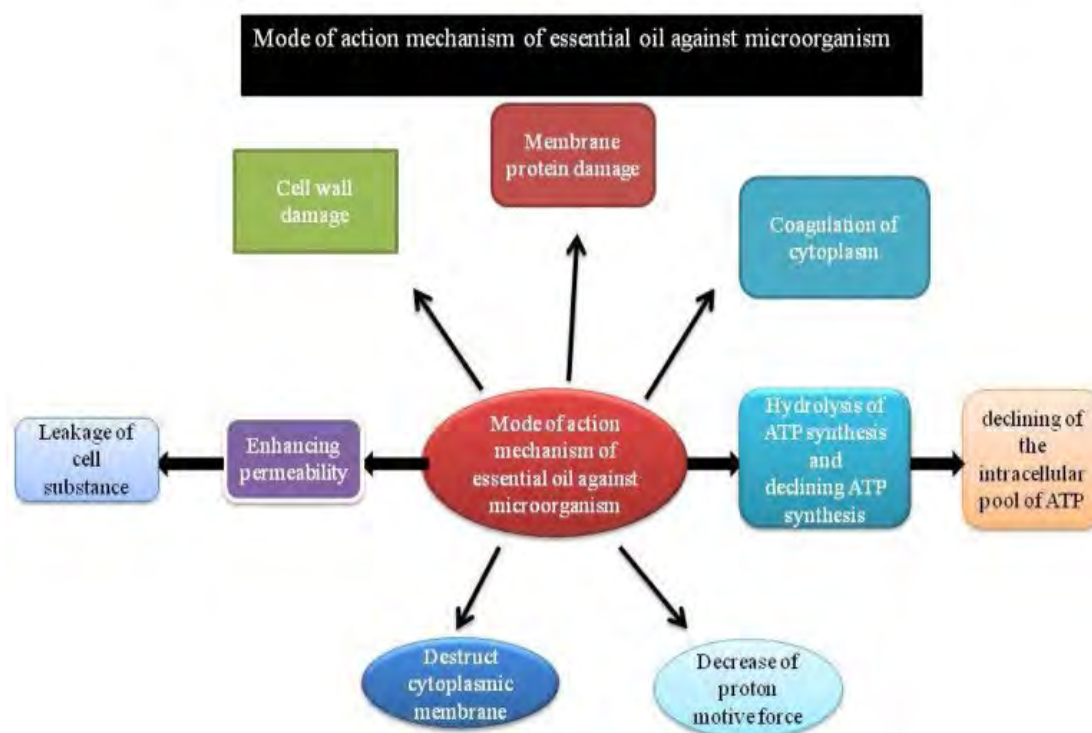 Mode of action mechanism of essential oil against microorganism
Membrane
protein damage
Cell wall
damage
Coagulation of
cytoplasm
Leakage of
cell
substance
Enhancing
permeability
Mode of action
mechanism of
essential oil against
microorganism
Hydrolysis of
ATP synthesis
and
declining ATP
synthesis
declining of
the
intracellular
pool of ATP
Destruct
cytoplasmic
membrane
Decrease of
proton
motive force